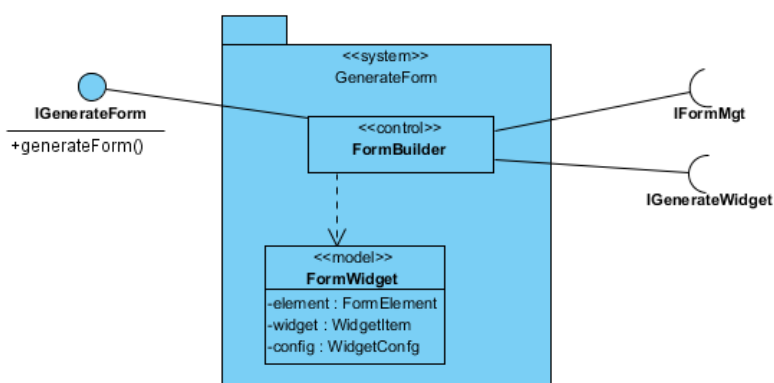 <<system>>
GenerateForm
IGenerateForm
+generateForm()
<<control>>
FormBuilder
IFormMgt
IGenerateWidget
<<model>>
FormWidget
-element : FormElement
-widget : WidgetItem
-config : WidgetConfg